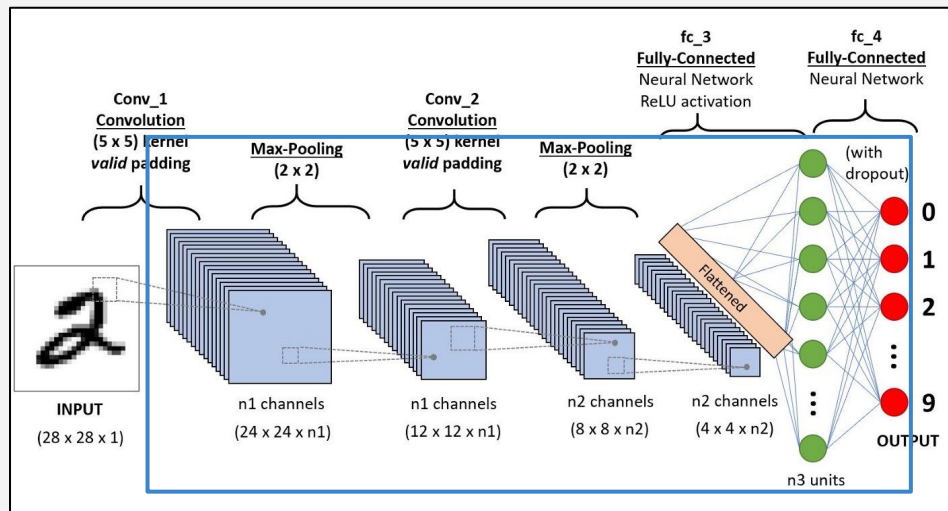 Conv_1
Convolution
(5 x 5) kernel
valid padding
Max-Pooling
(2 x 2)
Conv_2
Convolution
(5 x 5) kernel
valid padding
Max-Pooling
(2 x 2)
fc_3
Fully-Connected
Neural Network
ReLU activation
fc_4
Fully-Connected
Neural Network
(with
dropout)
Flattened
0
1
2
9
INPUT
(28 x 28 x 1)
n1 channels
(24 x 24 x n1)
n1 channels
(12 x 12 x n1)
n2 channels
(8 x 8 x n2)
n2 channels
(4 x 4 x n2)
n3 units
OUTPUT